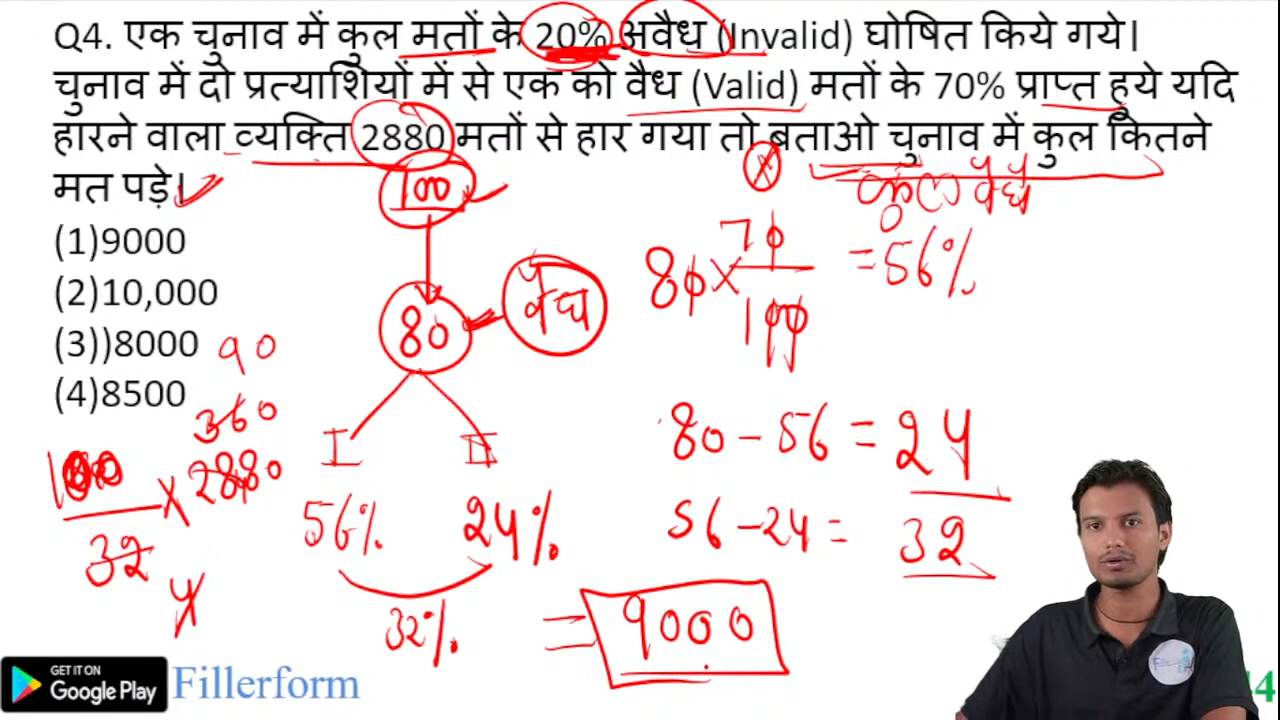 Q4. एक चुनाव में कुल मतों के 20% अवैध (Invalid) घोषित किये गये।
चुनाव में दो प्रत्याशियों में से एक को वैध (Valid) मतों के 70% प्राप्त हुये यदि
हारने वाला व्यक्ति 2880 मतों से हार गया तो बताओ चुनाव में कुल कितने
मत पड़े।
100
कुल वैध
(1)9000
(2)10,000
(3))8000
(4)8500
80
वैध
I II
56% 24%
32%
80 × 70/100 = 56%
80 - 56 = 24
56 - 24 = 32
90
360
100/32 × 2880
4
= 9000
GET IT ON
Google Play
Fillerform